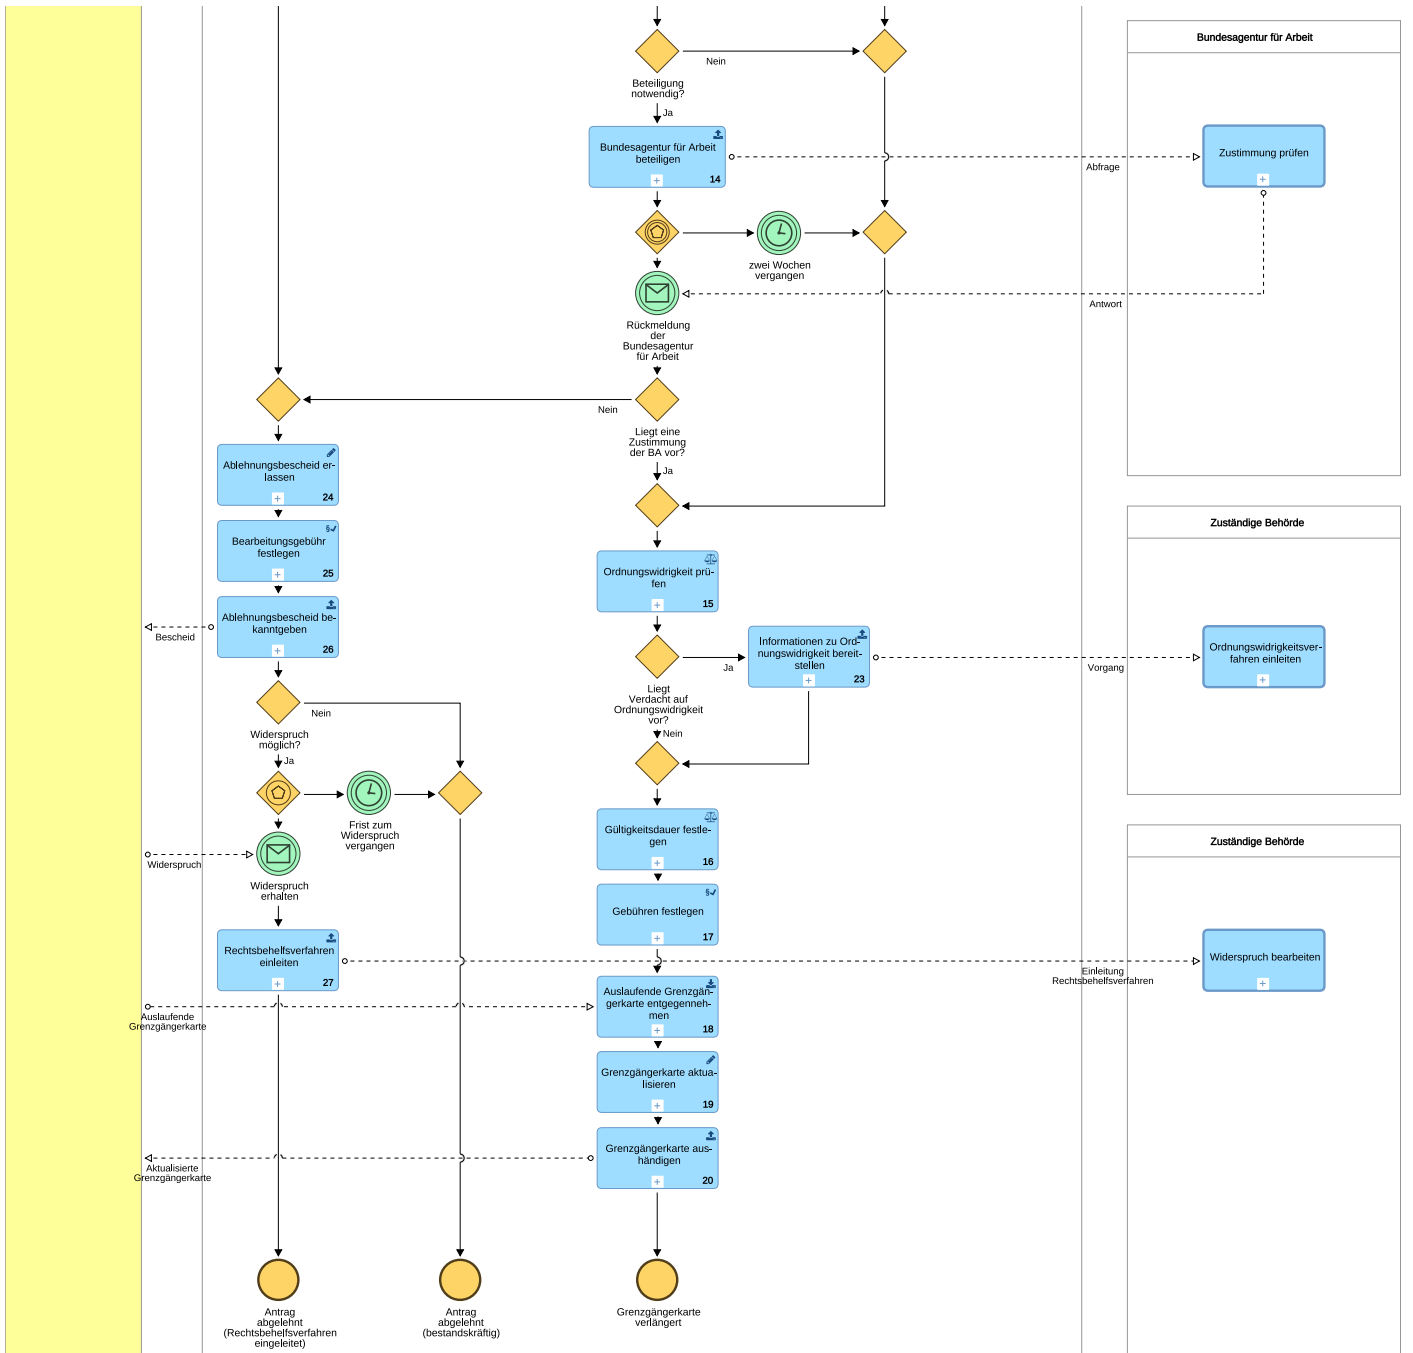 Bundesagentur für Arbeit
Nein
Beteiligung
notwendig?
Ja
Bundesagentur für Arbeit
beteiligen
14
Zustimmung prüfen
Abfrage
zwei Wochen
vergangen
Antwort
Rückmeldung
der
Bundesagentur
für Arbeit
Nein
Liegt eine
Zustimmung
der BA vor?
Ja
Ablehnungsbescheid er-
lassen
24
Zuständige Behörde
Bearbeitungsgebühr
festlegen
25
Ordnungswidrigkeit prü-
fen
15
Ablehnungsbescheid be-
kanntgeben
26
Bescheid
Informationen zu Ord-
nungswidrigkeit bereit-
stellen
23
Ja
Vorgang
Ordnungswidrigkeitsver-
fahren einleiten
Liegt
Verdacht auf
Ordnungswidrigkeit
vor?
Nein
Nein
Widerspruch
möglich?
Ja
Frist zum
Widerspruch
vergangen
Gültigkeitsdauer festle-
gen
16
Zuständige Behörde
Widerspruch
Widerspruch
erhalten
Gebühren festlegen
17
Rechtsbehelfsverfahren
einleiten
27
Widerspruch bearbeiten
Einleitung
Rechtsbehelfsverfahren
Auslaufende Grenzgän-
gerkarte entgegenneh-
men
18
Auslaufende
Grenzgängerkarte
Grenzgängerkarte aktua-
lisieren
19
Grenzgängerkarte aus-
händigen
20
Aktualisierte
Grenzgängerkarte
Antrag
abgelehnt
(Rechtsbehelfsverfahren
eingeleitet)
Antrag
abgelehnt
(bestandskräftig)
Grenzgängerkarte
verlängert